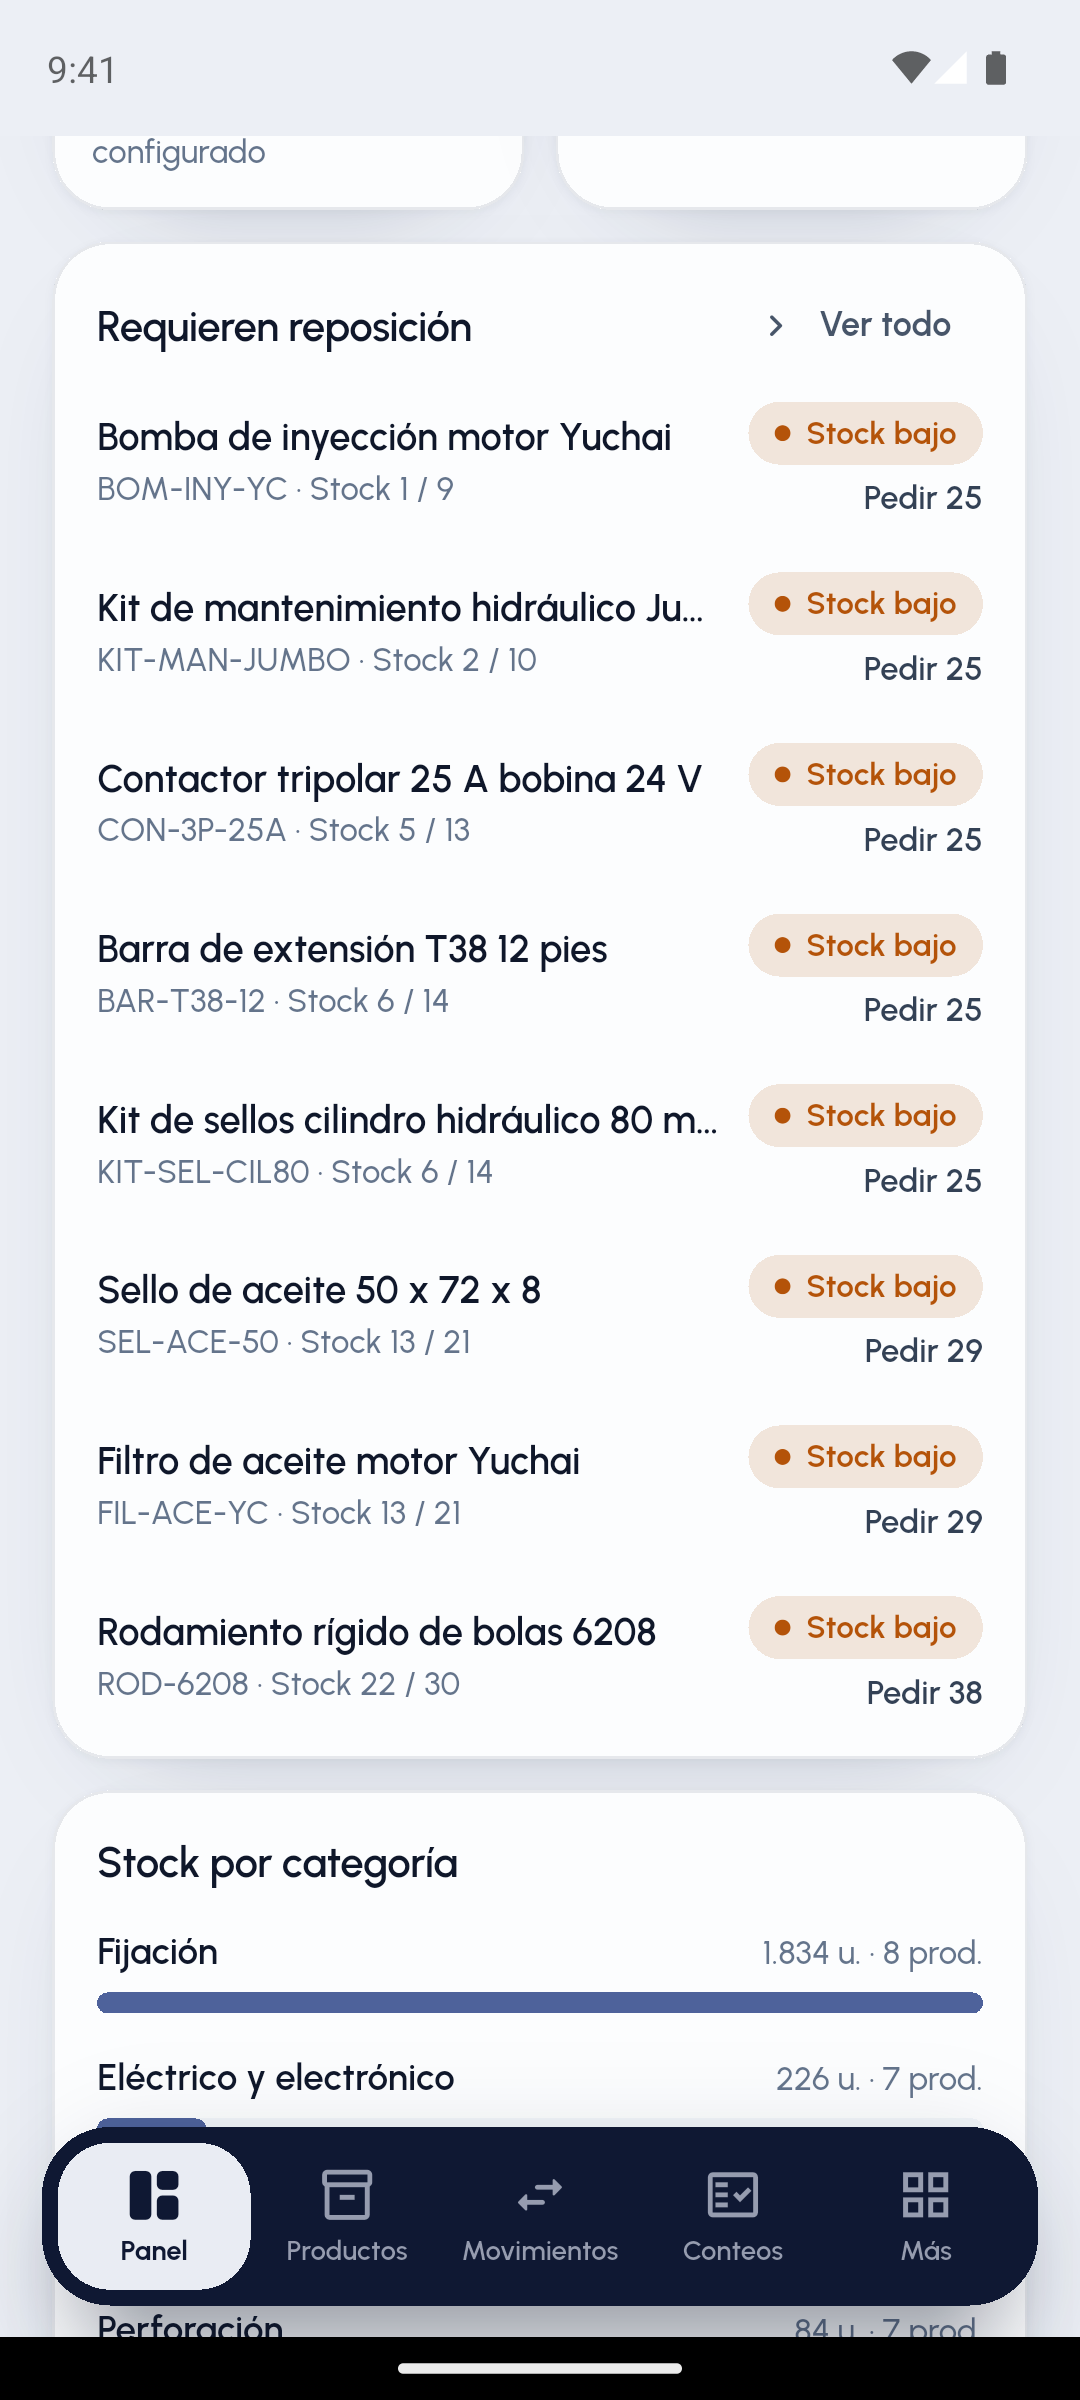 9:41
configurado
Requieren reposición
Ver todo
Bomba de inyección motor Yuchai
Stock bajo
BOM-INY-YC · Stock 1 / 9
Pedir 25
Kit de mantenimiento hidráulico Ju...
Stock bajo
KIT-MAN-JUMBO · Stock 2 / 10
Pedir 25
Contactor tripolar 25 A bobina 24 V
Stock bajo
CON-3P-25A · Stock 5 / 13
Pedir 25
Barra de extensión T38 12 pies
Stock bajo
BAR-T38-12 · Stock 6 / 14
Pedir 25
Kit de sellos cilindro hidráulico 80 m...
Stock bajo
KIT-SEL-CIL80 · Stock 6 / 14
Pedir 25
Sello de aceite 50 x 72 x 8
Stock bajo
SEL-ACE-50 · Stock 13 / 21
Pedir 29
Filtro de aceite motor Yuchai
Stock bajo
FIL-ACE-YC · Stock 13 / 21
Pedir 29
Rodamiento rígido de bolas 6208
Stock bajo
ROD-6208 · Stock 22 / 30
Pedir 38
Stock por categoría
Fijación
1.834 u. · 8 prod.
Eléctrico y electrónico
226 u. · 7 prod.
Panel
Productos
Movimientos
Conteos
Más
Perforación
84 u. · 7 prod.